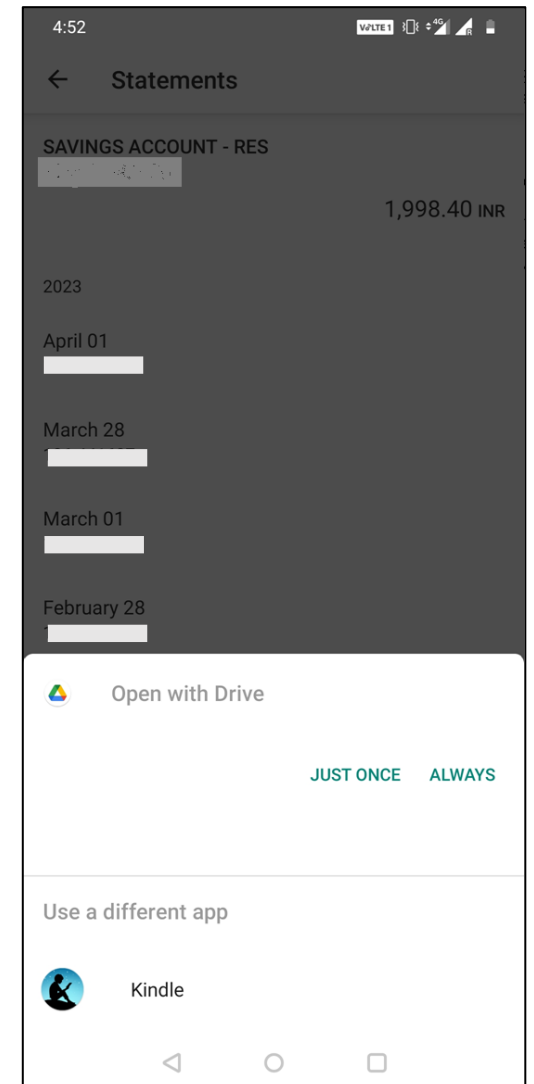 4:52
VoLTE 1 4G R
Statements
SAVINGS ACCOUNT - RES
1,998.40 INR
2023
April 01
March 28
March 01
February 28
Open with Drive
JUST ONCE ALWAYS
Use a different app
Kindle